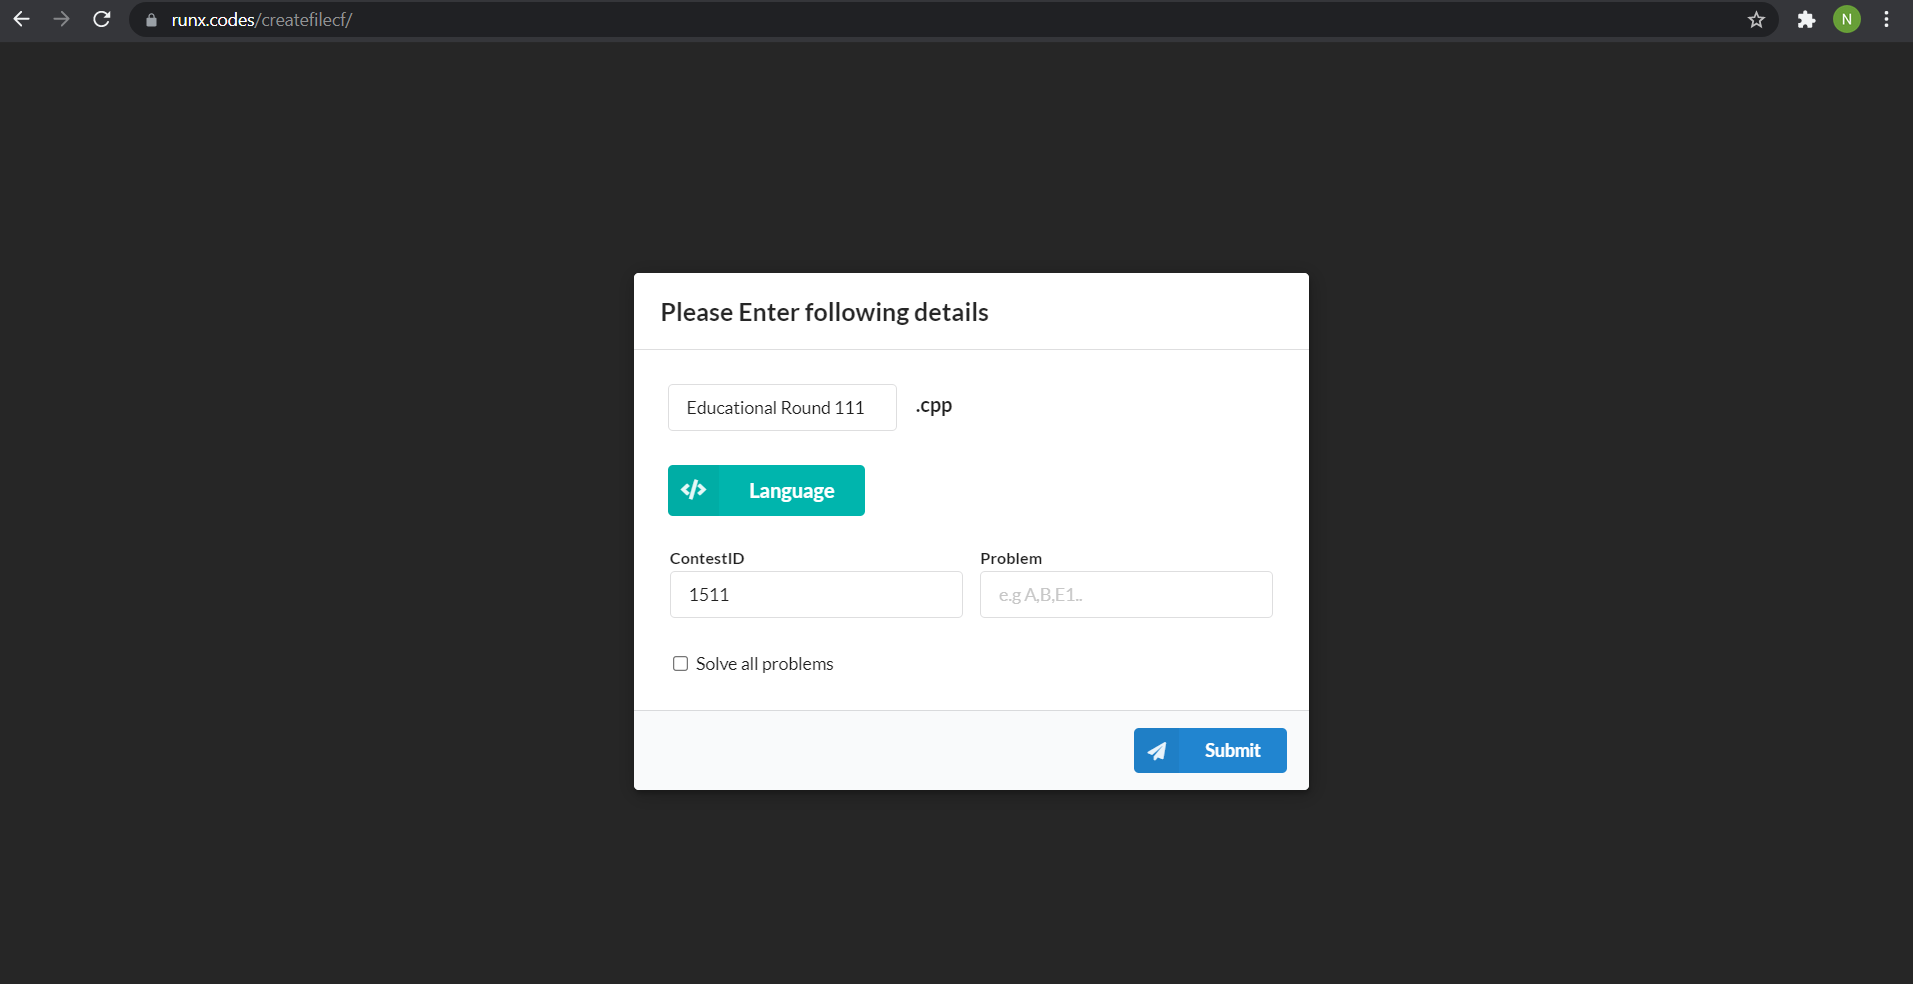 runx.codes/createfilecf/
N
Please Enter following details
Educational Round 111 .cpp
</> Language
ContestID Problem
1511 e.g A,B,E1..
Solve all problems
Submit